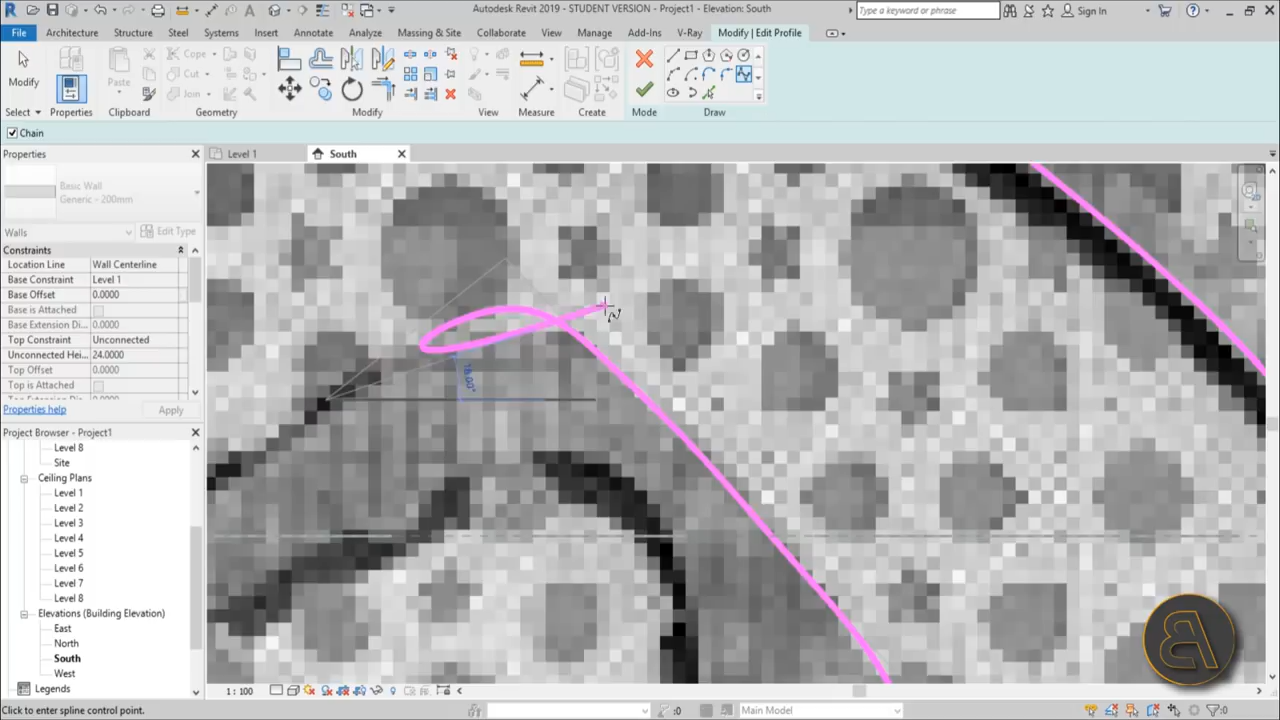 Autodesk Revit 2019 - STUDENT VERSION - Project1 - Elevation: South
Type a keyword or phrase
Sign In
File Architecture Structure Steel Systems Insert Annotate Analyze Massing & Site Collaborate View Manage Add-Ins V-Ray Modify | Edit Profile
Modify
Paste
Cope
Cut
Join
Select Properties Clipboard Geometry Modify View Measure Create Mode Draw
Chain
Properties
Level 1
South
Basic Wall
Generic - 200mm
Walls
Edit Type
Constraints
Location Line Wall Centerline
Base Constraint Level 1
Base Offset 0.0000
Base is Attached
Base Extension Di...
Top Constraint Unconnected
Unconnected Hei... 24.0000
Top Offset 0.0000
Top is Attached
Properties help
Apply
18.00°
Project Browser - Project1
Level 8
Site
Ceiling Plans
Level 1
Level 2
Level 3
Level 4
Level 5
Level 6
Level 7
Level 8
Elevations (Building Elevation)
East
North
South
West
Legends
1 : 100
Click to enter spline control point.
:0
Main Model
:0